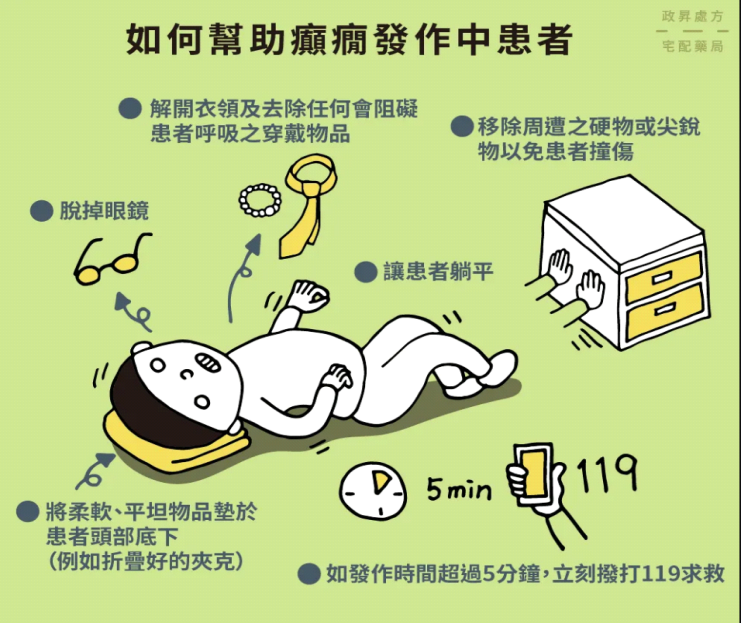 如何幫助癲癇發作中患者
政昇處方
宅配藥局
解開衣領及去除任何會阻礙
患者呼吸之穿戴物品
移除周遭之硬物或尖銳
物以免患者撞傷
脫掉眼鏡
讓患者躺平
5min
119
將柔軟、平坦物品墊於
患者頭部底下
(例如折疊好的夾克)
如發作時間超過5分鐘,立刻撥打119求救